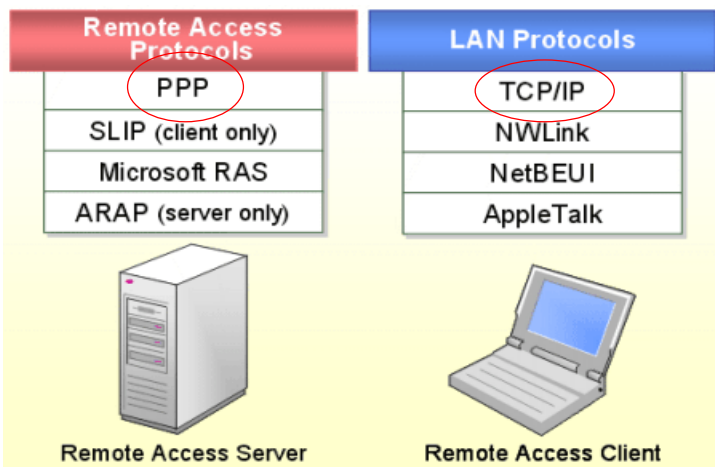 Remote Access
Protocols
PPP
SLIP (client only)
Microsoft RAS
ARAP (server only)
LAN Protocols
TCP/IP
NWLink
NetBEUI
AppleTalk
Remote Access Server
Remote Access Client